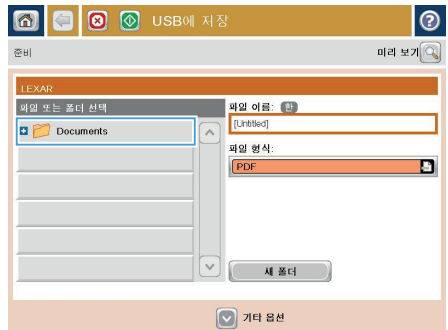 USB에 저장
준비
미리 보기
LEXAR
파일 또는 폴더 선택
Documents
파일 이름: 한
[Untitled]
파일 형식:
PDF
새 폴더
기타 옵션